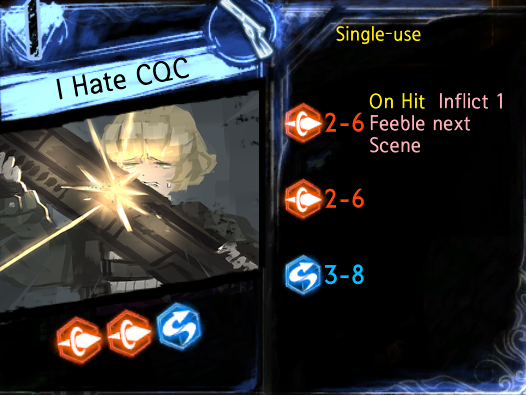 I Hate CQC
Single-use
2-6 On Hit Inflict 1
Feeble next
Scene
2-6
3-8